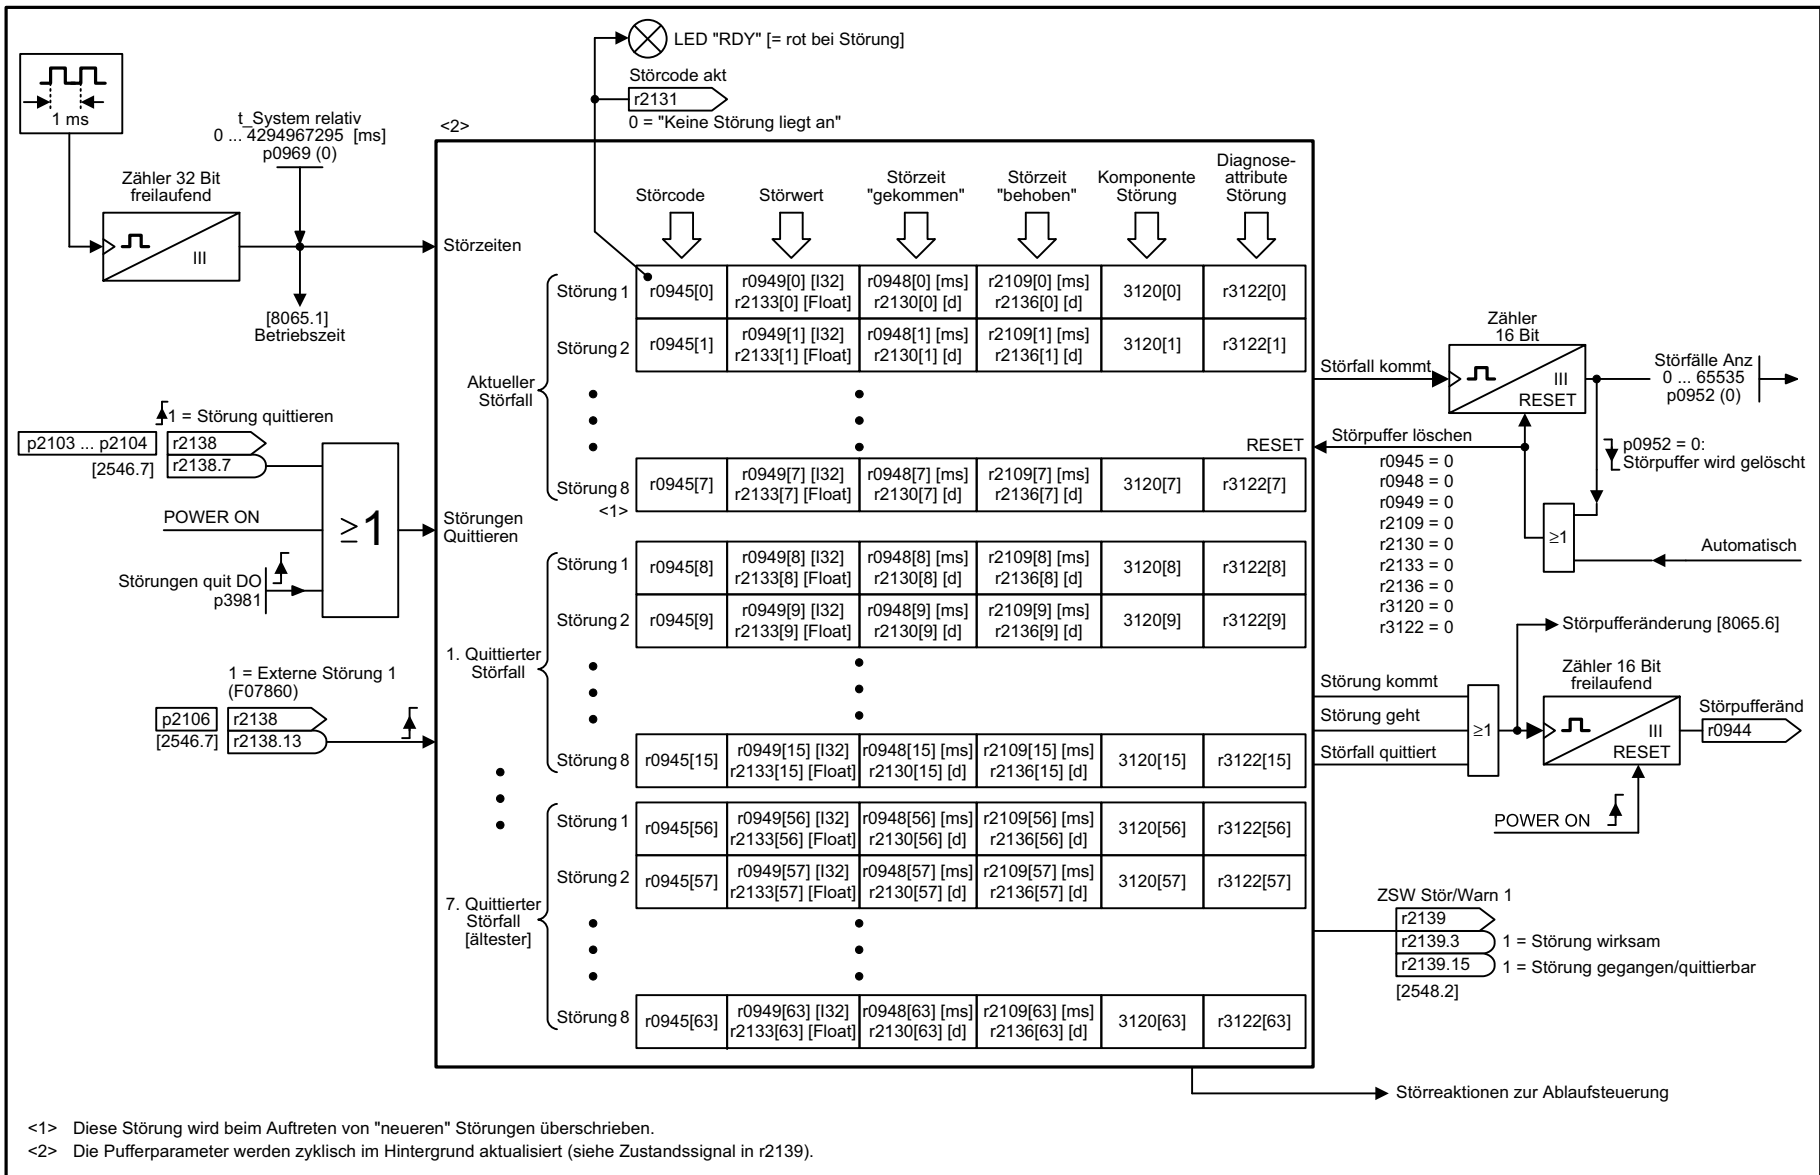 LED "RDY" [= rot bei Störung]
Störcode akt
r2131
0 = "Keine Störung liegt an"
1 ms
t_System relativ
0 ... 4294967295 [ms]
p0969 (0)
<2>
Zähler 32 Bit
freilaufend
III
[8065.1]
Betriebszeit
Störzeiten
Störcode
Störwert
Störzeit
"gekommen"
Störzeit
"behoben"
Komponente
Störung
Diagnose-
attribute
Störung
Aktueller
Störfall
Störung 1
r0945[0]
r0949[0] [I32]
r2133[0] [Float]
r0948[0] [ms]
r2130[0] [d]
r2109[0] [ms]
r2136[0] [d]
3120[0]
r3122[0]
Störung 2
r0945[1]
r0949[1] [I32]
r2133[1] [Float]
r0948[1] [ms]
r2130[1] [d]
r2109[1] [ms]
r2136[1] [d]
3120[1]
r3122[1]
Störung 8
<1>
r0945[7]
r0949[7] [I32]
r2133[7] [Float]
r0948[7] [ms]
r2130[7] [d]
r2109[7] [ms]
r2136[7] [d]
3120[7]
r3122[7]
RESET
1 = Störung quittieren
p2103 ... p2104
r2138
[2546.7]
r2138.7
POWER ON
≥1
Störungen quit DO
p3981
Störungen
Quittieren
1. Quittierter
Störfall
Störung 1
r0945[8]
r0949[8] [I32]
r2133[8] [Float]
r0948[8] [ms]
r2130[8] [d]
r2109[8] [ms]
r2136[8] [d]
3120[8]
r3122[8]
Störung 2
r0945[9]
r0949[9] [I32]
r2133[9] [Float]
r0948[9] [ms]
r2130[9] [d]
r2109[9] [ms]
r2136[9] [d]
3120[9]
r3122[9]
Störung 8
r0945[15]
r0949[15] [I32]
r2133[15] [Float]
r0948[15] [ms]
r2130[15] [d]
r2109[15] [ms]
r2136[15] [d]
3120[15]
r3122[15]
1 = Externe Störung 1
(F07860)
p2106
r2138
[2546.7]
r2138.13
7. Quittierter
Störfall
[ältester]
Störung 1
r0945[56]
r0949[56] [I32]
r2133[56] [Float]
r0948[56] [ms]
r2130[56] [d]
r2109[56] [ms]
r2136[56] [d]
3120[56]
r3122[56]
Störung 2
r0945[57]
r0949[57] [I32]
r2133[57] [Float]
r0948[57] [ms]
r2130[57] [d]
r2109[57] [ms]
r2136[57] [d]
3120[57]
r3122[57]
Störung 8
r0945[63]
r0949[63] [I32]
r2133[63] [Float]
r0948[63] [ms]
r2130[63] [d]
r2109[63] [ms]
r2136[63] [d]
3120[63]
r3122[63]
Störfall kommt
Zähler
16 Bit
III
RESET
Störfälle Anz
0 ... 65535
p0952 (0)
Störpuffer löschen
r0945 = 0
r0948 = 0
r0949 = 0
r2109 = 0
r2130 = 0
r2133 = 0
r2136 = 0
r3120 = 0
r3122 = 0
p0952 = 0:
Störpuffer wird gelöscht
≥1
Automatisch
Störpufferänderung [8065.6]
Störung kommt
Störung geht
Störfall quittiert
≥1
Zähler 16 Bit
freilaufend
III
RESET
Störpufferänd
r0944
POWER ON
ZSW Stör/Warn 1
r2139
r2139.3
1 = Störung wirksam
r2139.15
1 = Störung gegangen/quittierbar
[2548.2]
Störreaktionen zur Ablaufsteuerung
<1> Diese Störung wird beim Auftreten von "neueren" Störungen überschrieben.
<2> Die Pufferparameter werden zyklisch im Hintergrund aktualisiert (siehe Zustandssignal in r2139).